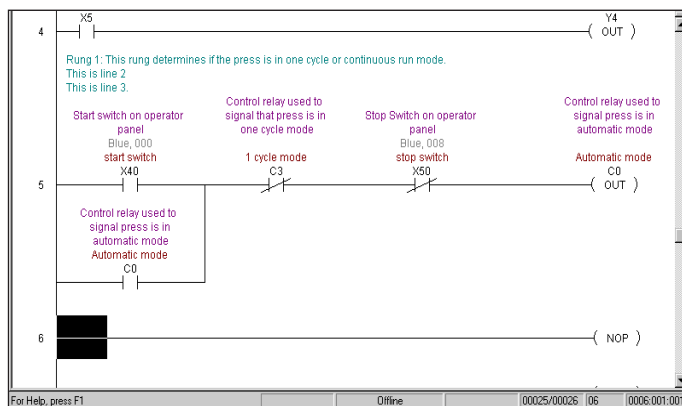 X5
Y4
4
( OUT )
Rung 1: This rung determines if the press is in one cycle or continuous run mode.
This is line 2
This is line 3.
Start switch on operator
panel
Blue, 000
start switch
X40
Control relay used to
signal that press is in
one cycle mode
1 cycle mode
C3
Stop Switch on operator
panel
Blue, 008
stop switch
X50
Control relay used to
signal press is in
automatic mode
Automatic mode
C0
5
( OUT )
Control relay used to
signal press is in
automatic mode
Automatic mode
C0
6
( NOP )
For Help, press F1
Offline
00025/00026
06
0006:001:001